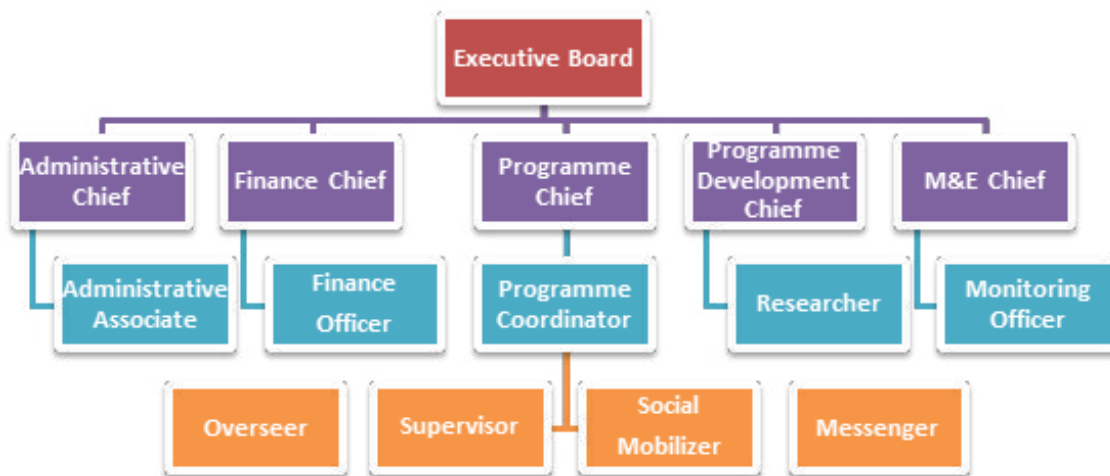 Executive Board
Administrative
Chief
Finance Chief
Programme
Chief
Programme
Development
Chief
M&E Chief
Administrative
Associate
Finance
Officer
Programme
Coordinator
Researcher
Monitoring
Officer
Overseer
Supervisor
Social
Mobilizer
Messenger